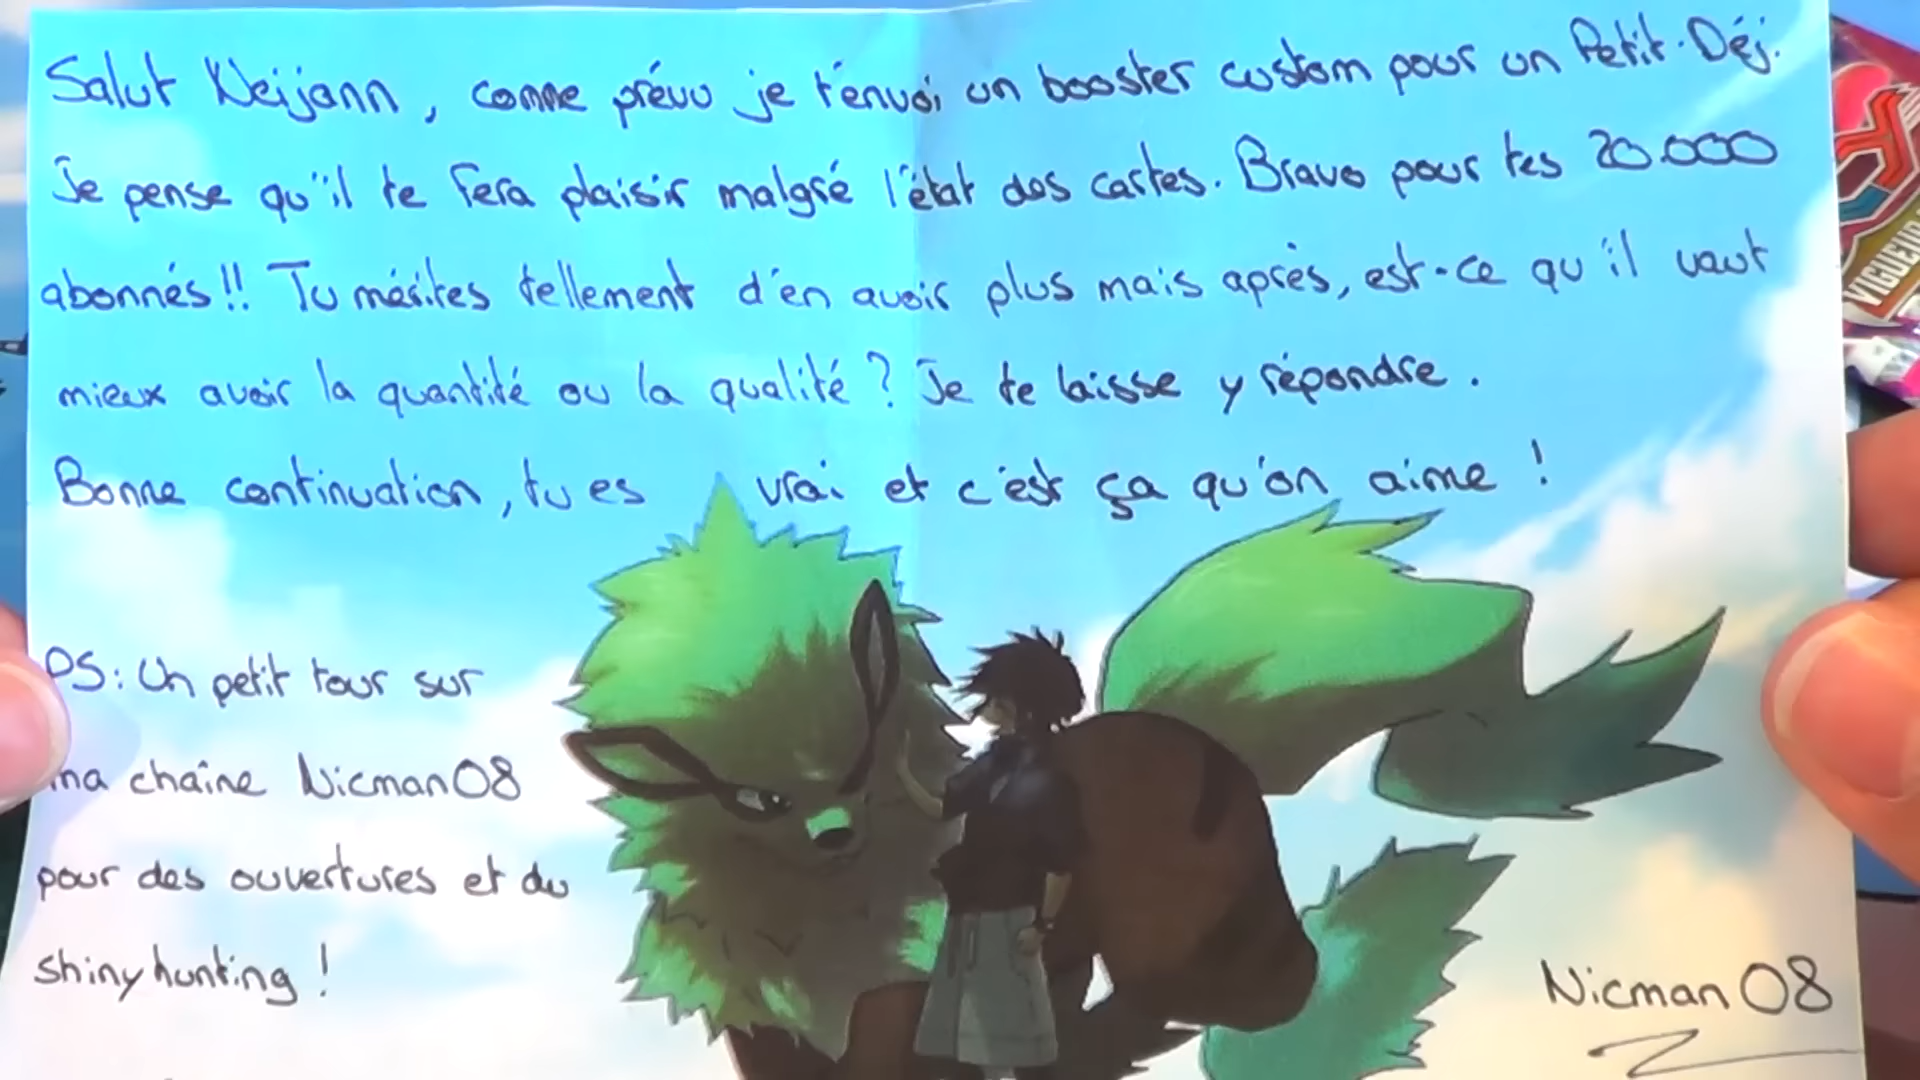 Salut Neijann, comme prévu je t'envoi un booster custom pour un Petit-Déj.
Je pense qu'il te fera plaisir malgré l'état des cartes. Bravo pour tes 20.000
abonnés!! Tu mérites tellement d'en avoir plus mais après, est-ce qu'il vaut
mieux avoir la quantité ou la qualité? Je te laisse y répondre.
Bonne continuation, tu es vrai et c'est ça qu'on aime!
PS: Un petit tour sur
ma chaîne Nicman08
pour des ouvertures et du
shiny hunting!
Nicman08
VIGUEUR